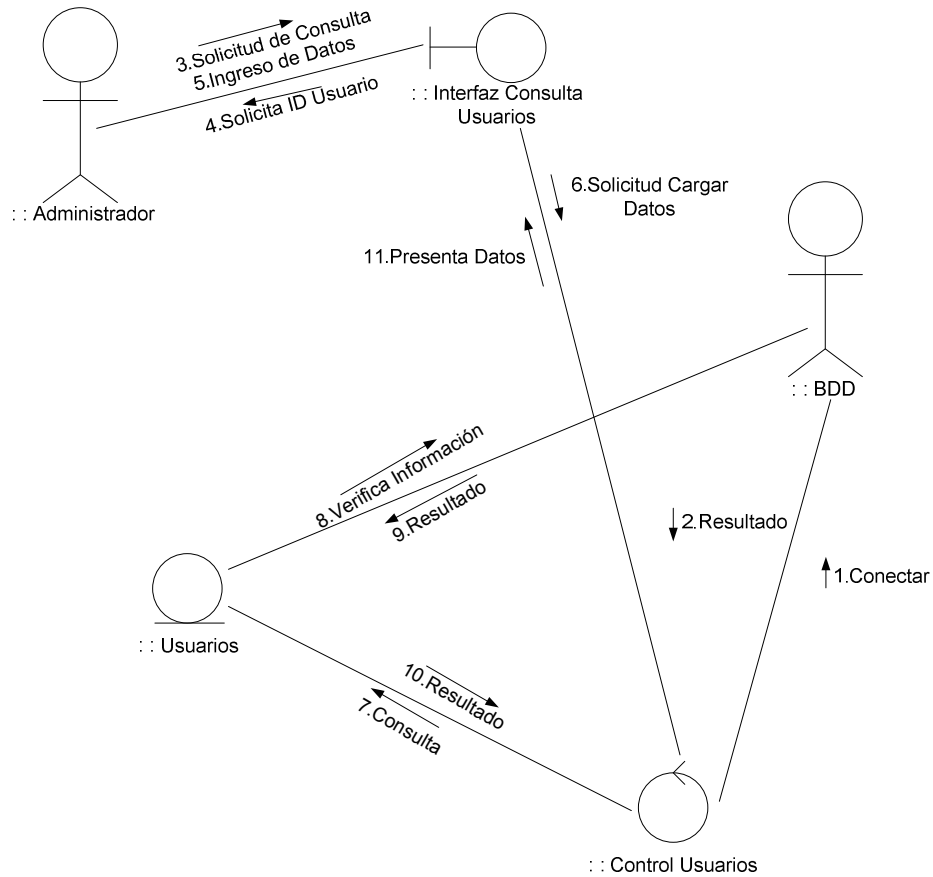 3.Solicitud de Consulta
5.Ingreso de Datos
4.Solicita ID Usuario
: : Interfaz Consulta
Usuarios
: : Administrador
6.Solicitud Cargar
Datos
11.Presenta Datos
: : BDD
8.Verifica Información
9.Resultado
2.Resultado
1.Conectar
: : Usuarios
10.Resultado
7.Consulta
: : Control Usuarios